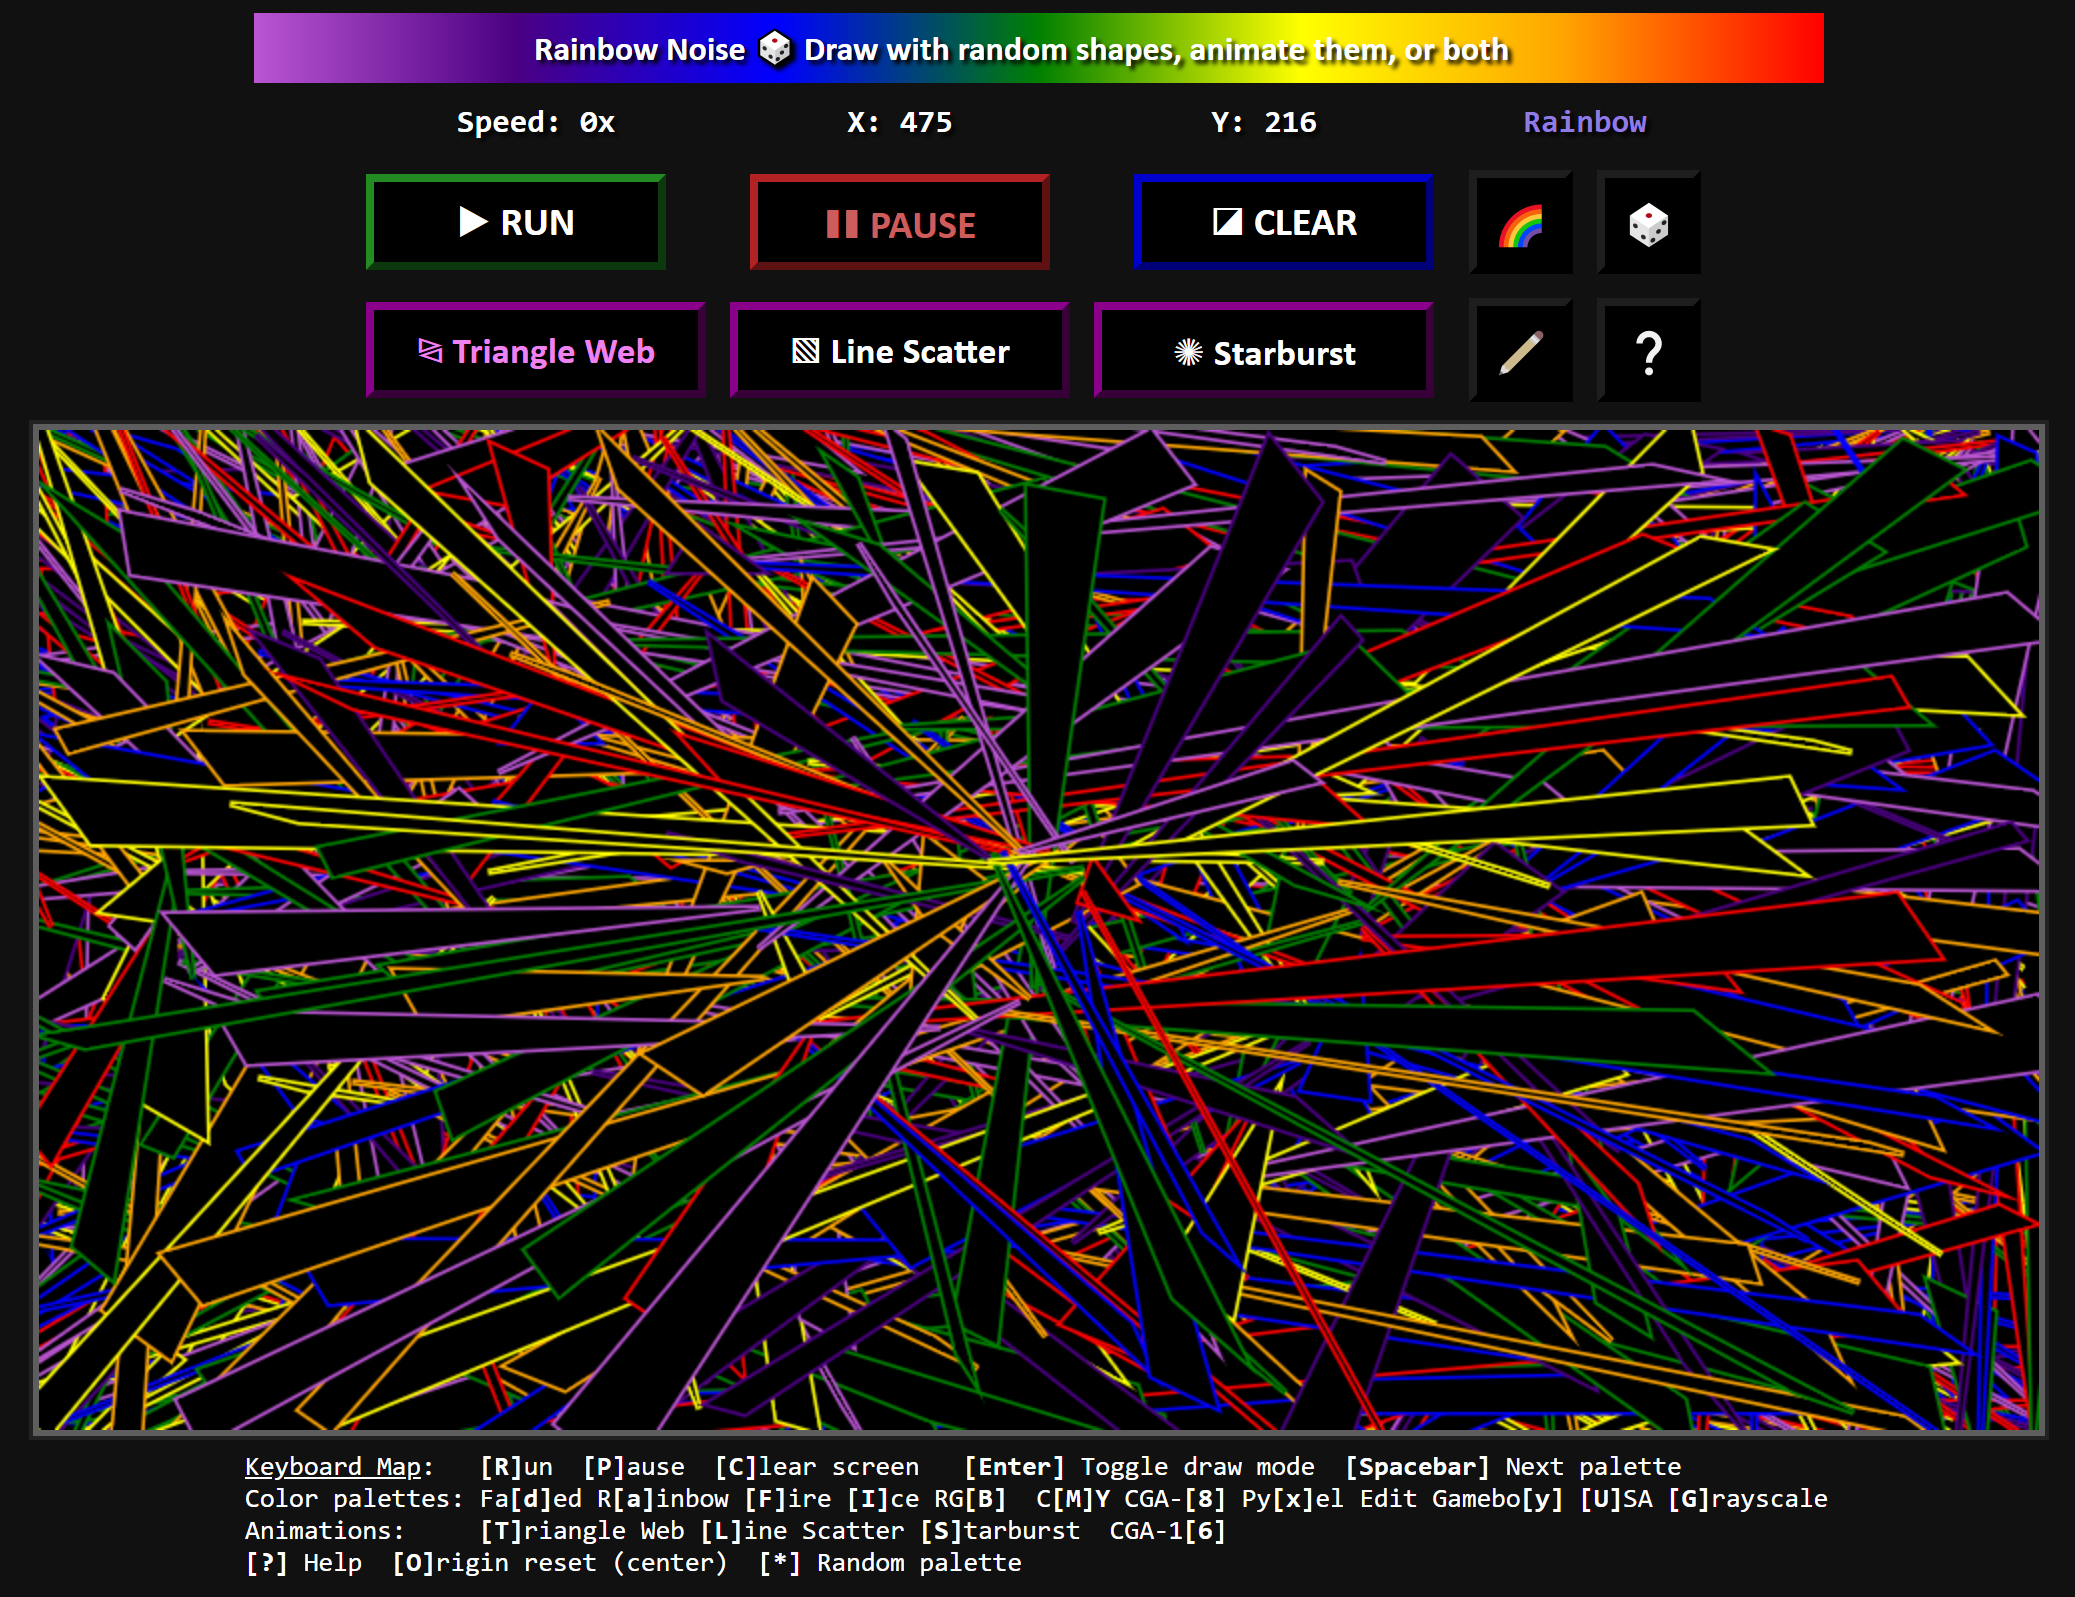 Rainbow Noise 🎲 Draw with random shapes, animate them, or both
Speed: 0x X: 475 Y: 216 Rainbow
▶ RUN ❚❚ PAUSE ◪ CLEAR
Triangle Web ▧ Line Scatter ✺ Starburst ?
Keyboard Map: [R]un [P]ause [C]lear screen [Enter] Toggle draw mode [Spacebar] Next palette
Color palettes: Fa[d]ed R[a]inbow [F]ire [I]ce RG[B] C[M]Y CGA-[8] Py[x]el Edit Gamebo[y] [U]SA [G]rayscale
Animations: [T]riangle Web [L]ine Scatter [S]tarburst CGA-1[6]
[?] Help [O]rigin reset (center) [*] Random palette